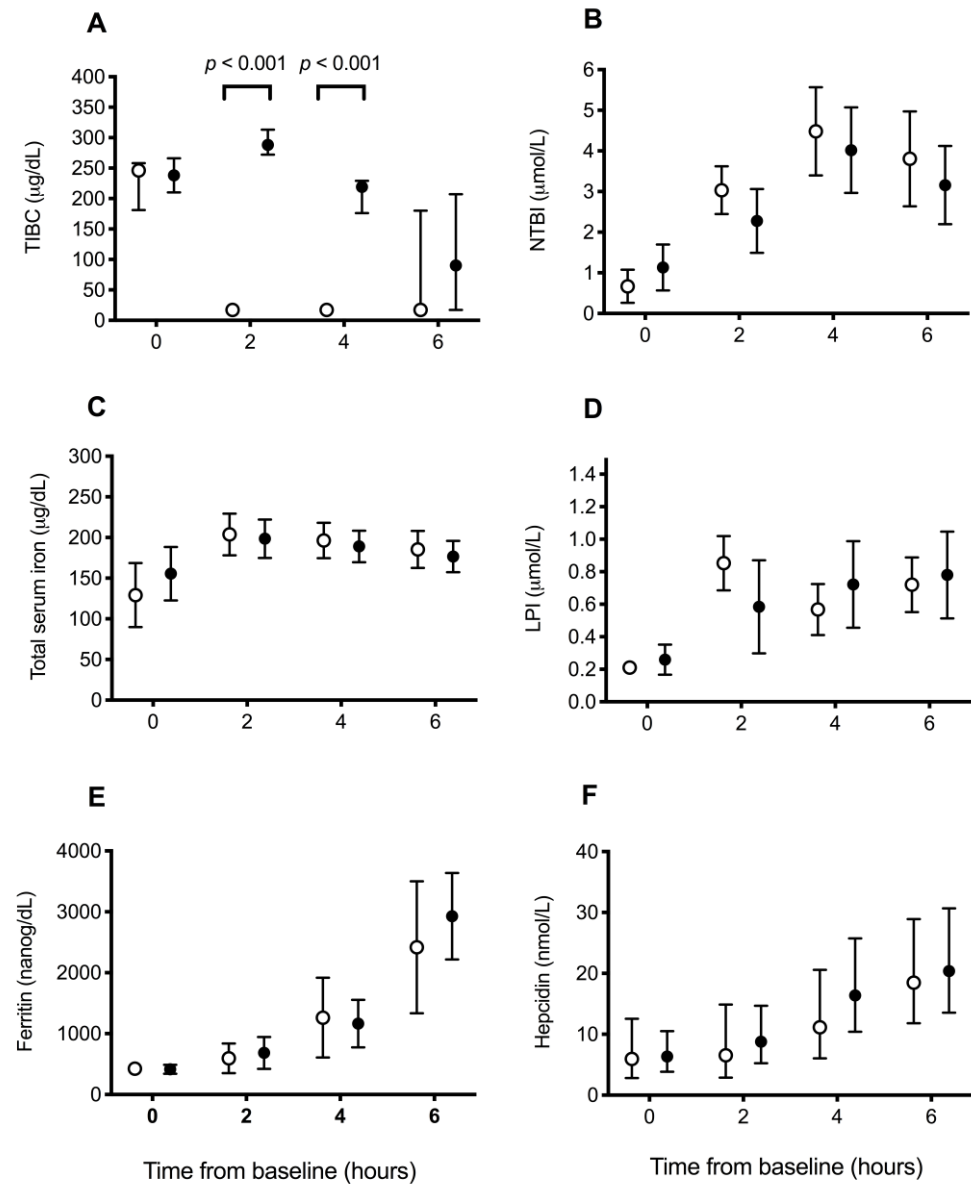 A
p < 0.001 p < 0.001
TIBC (µg/dL)
400
350
300
250
200
150
100
50
0
0 2 4 6
B
NTBI (µmol/L)
6
5
4
3
2
1
0
0 2 4 6
C
Total serum iron (µg/dL)
300
250
200
150
100
50
0
0 2 4 6
D
LPI (µmol/L)
1.4
1.2
1.0
0.8
0.6
0.4
0.2
0.0
0 2 4 6
E
Ferritin (nanog/dL)
4000
3000
2000
1000
0
0 2 4 6
Time from baseline (hours)
F
Hepcidin (nmol/L)
40
30
20
10
0
0 2 4 6
Time from baseline (hours)